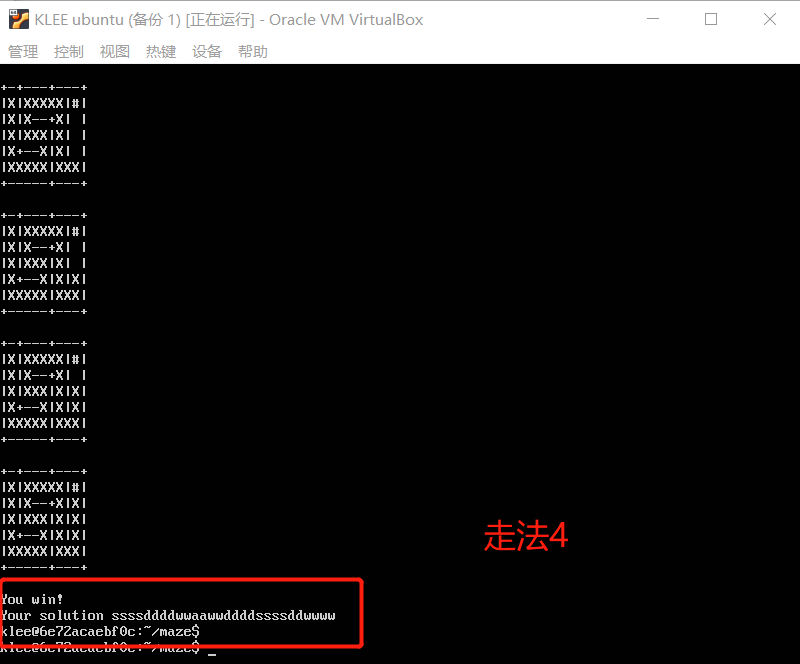 KLEE ubuntu (备份 1) [正在运行] - Oracle VM VirtualBox
管理 控制 视图 热键 设备 帮助
+-+---+---+
|X|XXXXX|#|
|X|X--+X| |
|X|XXX|X| |
|X+--X|X| |
|XXXXX|XXX|
+-----+---+
+-+---+---+
|X|XXXXX|#|
|X|X--+X| |
|X|XXX|X| |
|X+--X|X|X|
|XXXXX|XXX|
+-----+---+
+-+---+---+
|X|XXXXX|#|
|X|X--+X| |
|X|XXX|X|X|
|X+--X|X|X|
|XXXXX|XXX|
+-----+---+
+-+---+---+
|X|XXXXX|#|
|X|X--+X|X|
|X|XXX|X|X|
|X+--X|X|X|
|XXXXX|XXX|
+-----+---+
走法4
You win!
Your solution ssssddddwwaawwddddssssddwwww
klee@6e72acaebf0c:~/maze$
klee@6e72acaebf0c:~/maze$ _